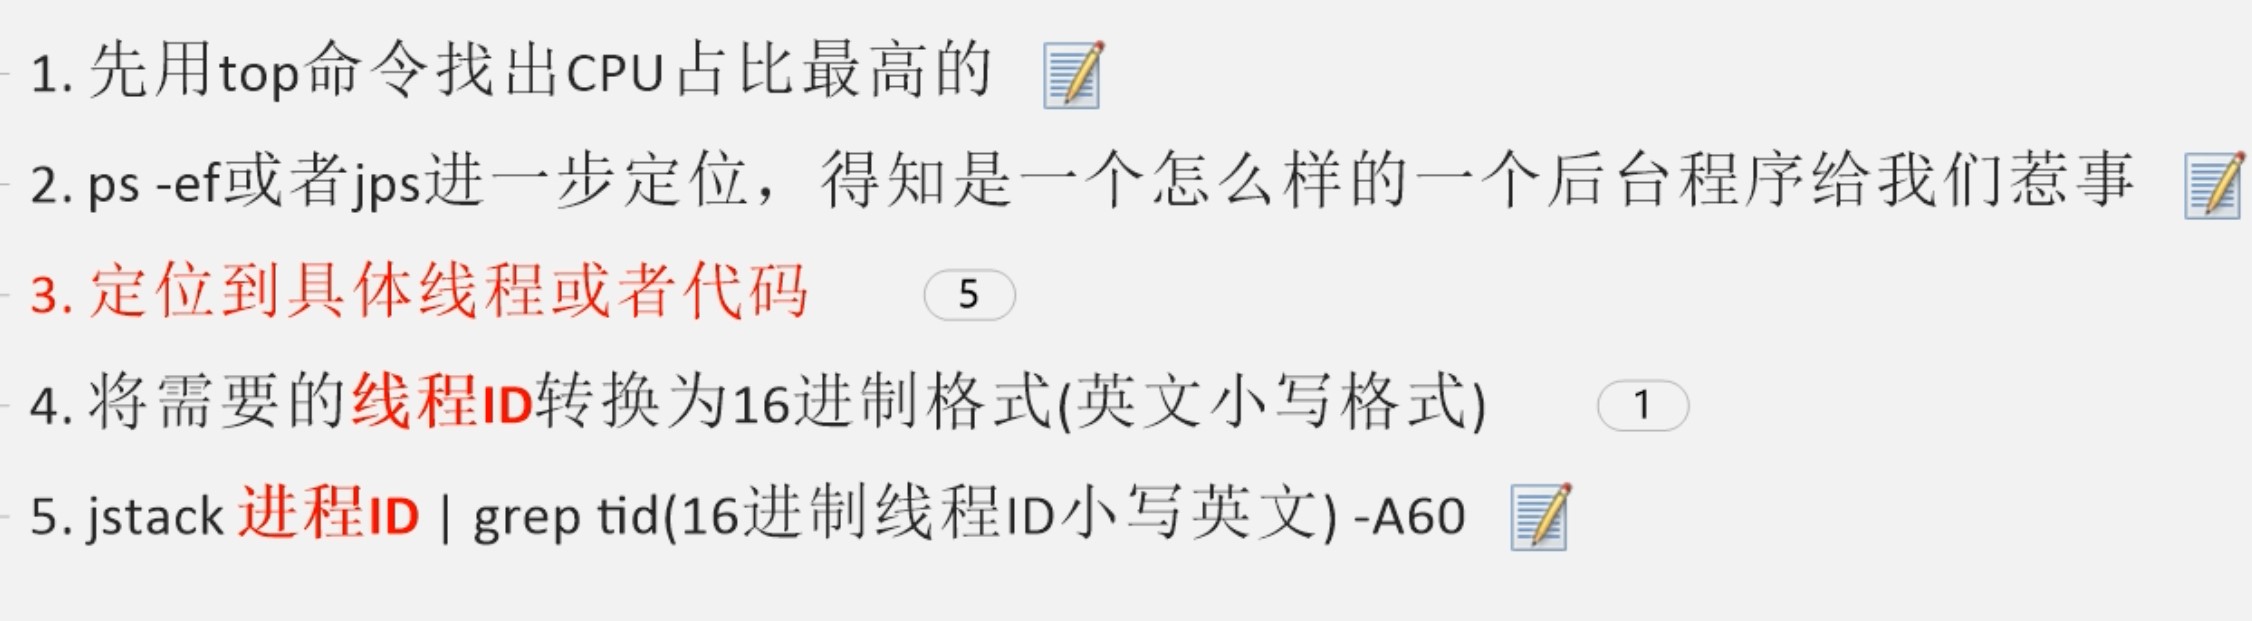 1. 先用top命令找出CPU占比最高的
2. ps -ef或者jps进一步定位，得知是一个怎么样的一个后台程序给我们惹事
3. 定位到具体线程或者代码 5
4. 将需要的线程ID转换为16进制格式(英文小写格式) 1
5. jstack 进程ID | grep tid(16进制线程ID小写英文) -A60